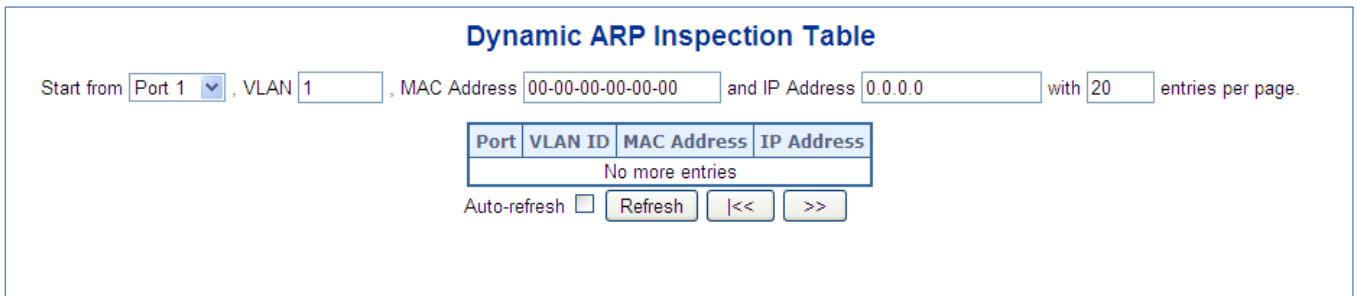 Dynamic ARP Inspection Table
Start from Port 1 , VLAN 1 , MAC Address 00-00-00-00-00-00 and IP Address 0.0.0.0 with 20 entries per page.
Port VLAN ID MAC Address IP Address
No more entries
Auto-refresh Refresh |<< >>